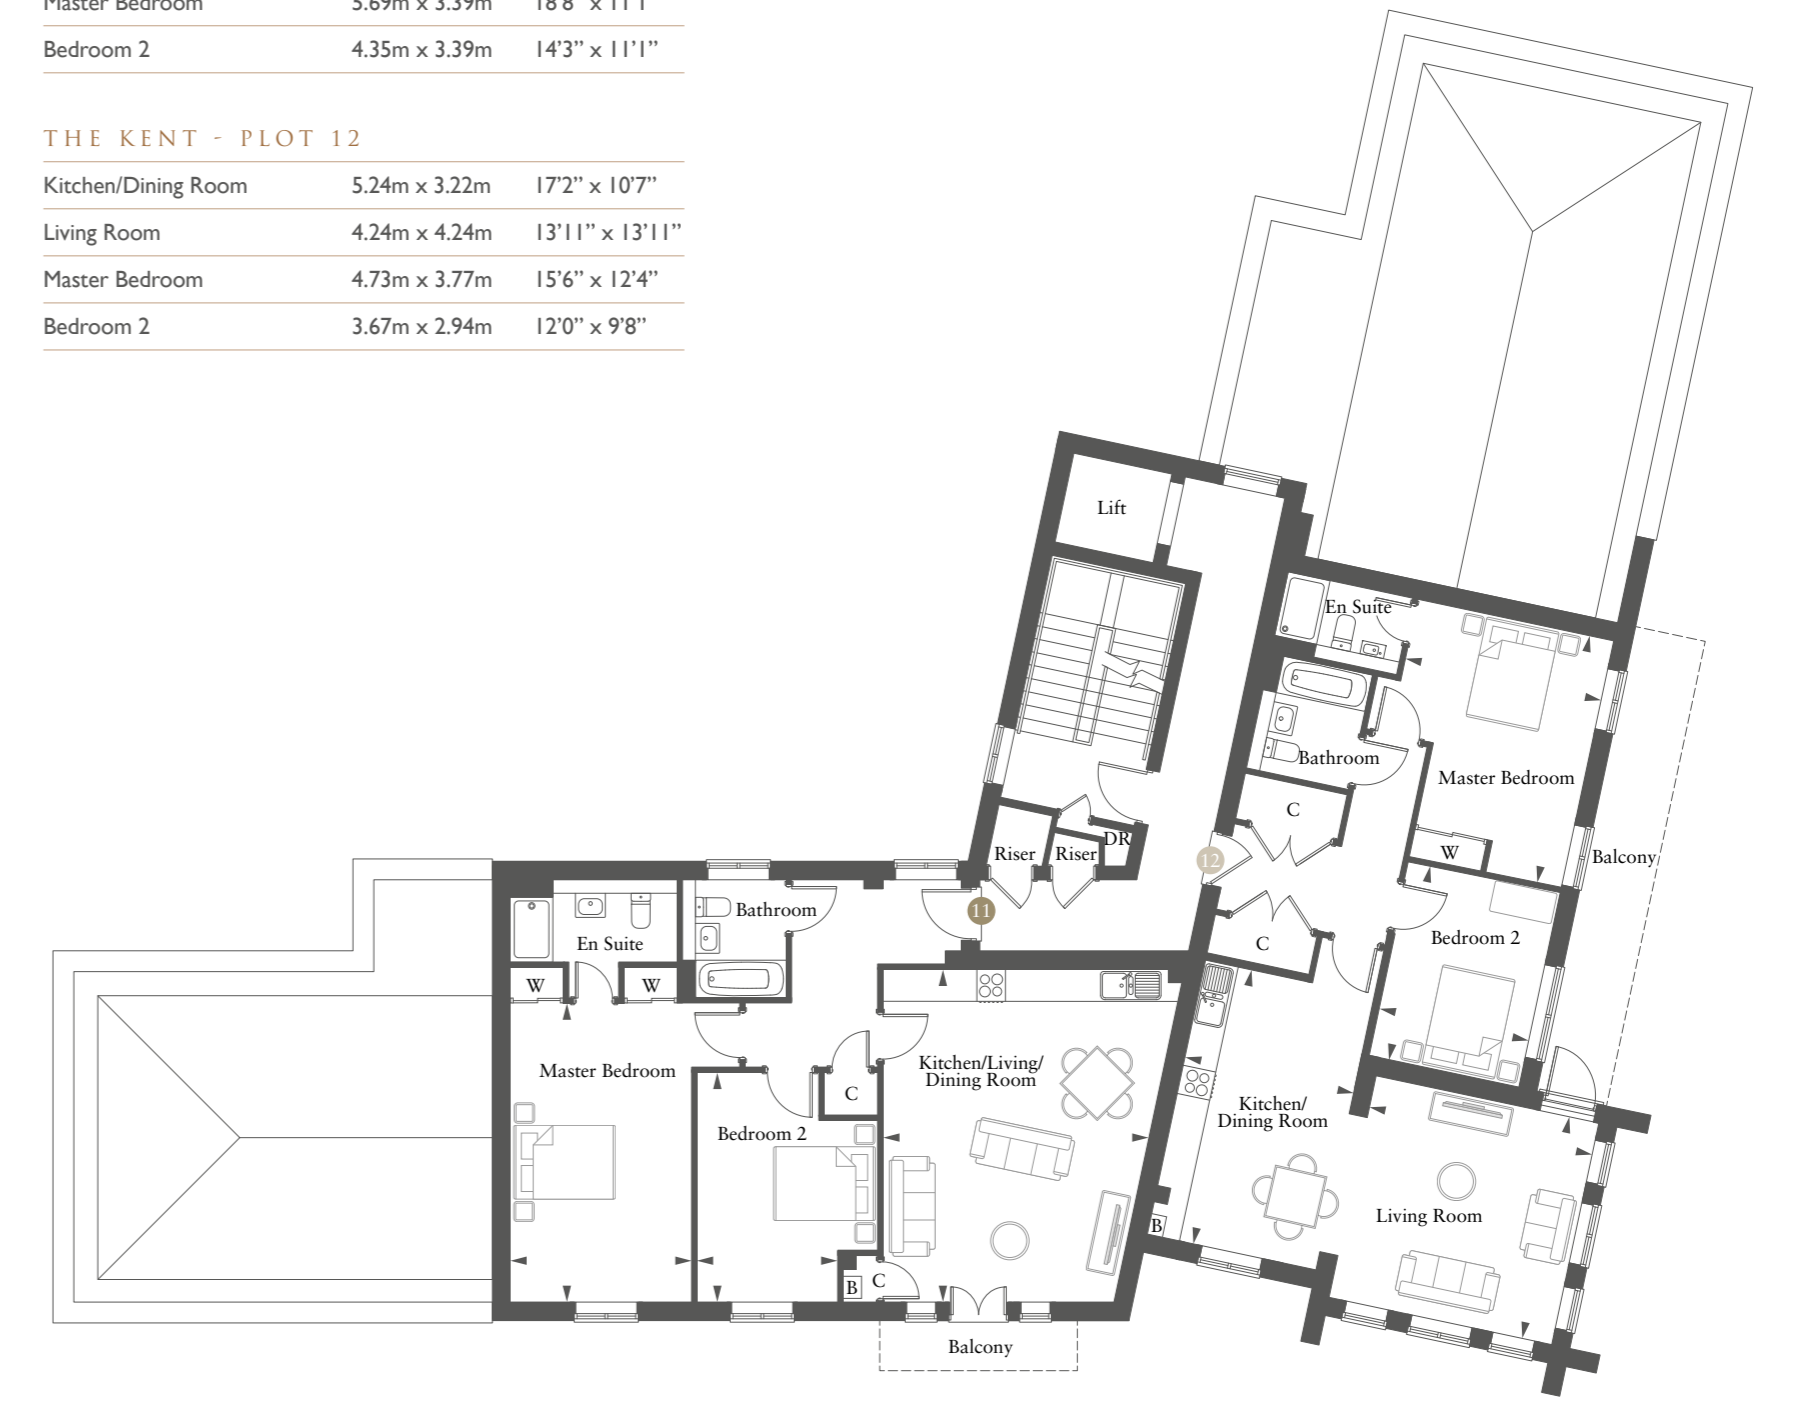 Master Bedroom 5.69m x 3.39m 18'8" x 11'1"
Bedroom 2 4.35m x 3.39m 14’3” x 11’1”
THE KENT - PLOT 12
Kitchen/Dining Room 5.24m x 3.22m 17’2” x 10’7”
Living Room 4.24m x 4.24m 13’11” x 13’11”
Master Bedroom 4.73m x 3.77m 15’6” x 12’4”
Bedroom 2 3.67m x 2.94m 12’0” x 9’8”
Lift
En Suite
Bathroom
Master Bedroom
C
W
Balcony
DR
Riser
Riser
12
11
C
Bedroom 2
Bathroom
En Suite
W
W
Master Bedroom
Bedroom 2
C
Kitchen/Living/
Dining Room
Kitchen/
Dining Room
Living Room
B
B
C
Balcony